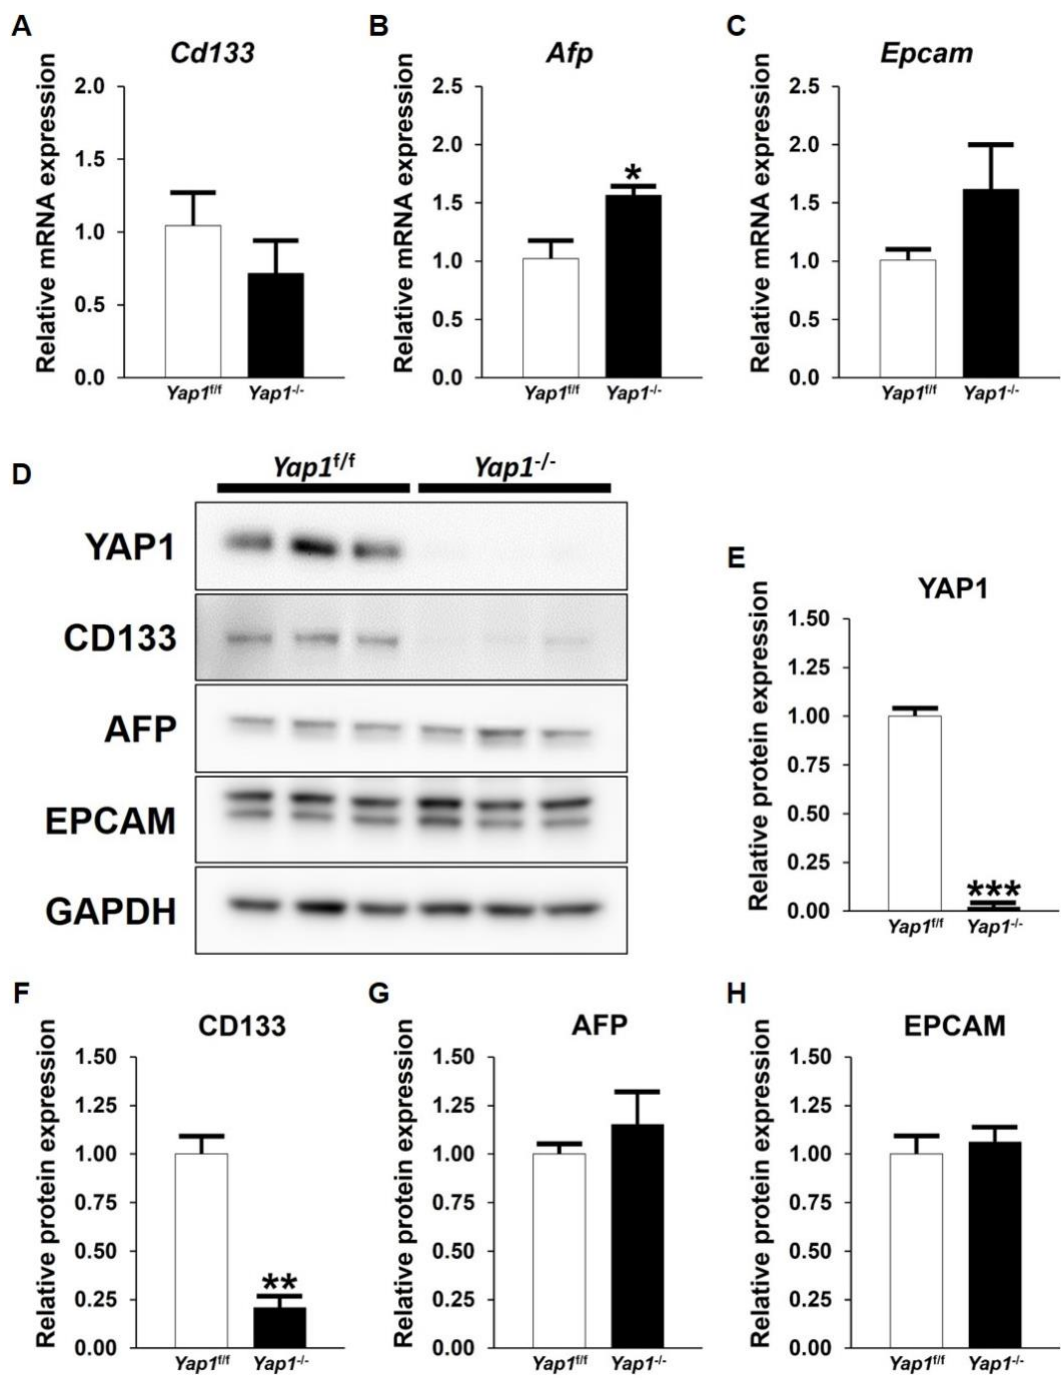 A
Cd133
Relative mRNA expression
2.0
1.5
1.0
0.5
0.0
Yap1f/f Yap1-/-
B
Afp
Relative mRNA expression
2.5
2.0
1.5
1.0
0.5
0.0
*
Yap1f/f Yap1-/-
C
Epcam
Relative mRNA expression
2.5
2.0
1.5
1.0
0.5
0.0
Yap1f/f Yap1-/-
D
Yap1f/f Yap1-/-
YAP1
CD133
AFP
EPCAM
GAPDH
E
YAP1
Relative protein expression
1.50
1.25
1.00
0.75
0.50
0.25
0.00
***
Yap1f/f Yap1-/-
F
CD133
Relative protein expression
1.50
1.25
1.00
0.75
0.50
0.25
0.00
**
Yap1f/f Yap1-/-
G
AFP
Relative protein expression
1.50
1.25
1.00
0.75
0.50
0.25
0.00
Yap1f/f Yap1-/-
H
EPCAM
Relative protein expression
1.50
1.25
1.00
0.75
0.50
0.25
0.00
Yap1f/f Yap1-/-